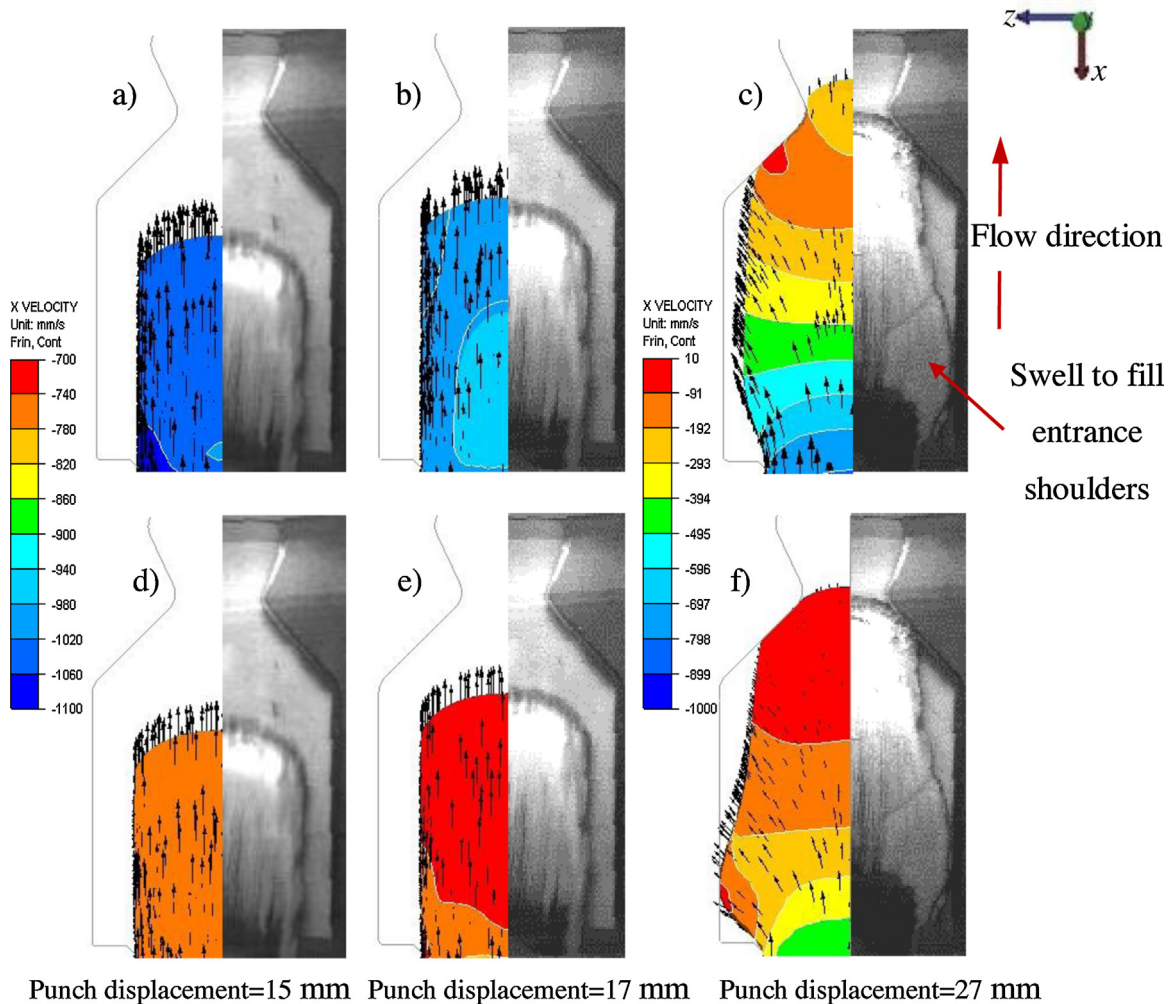 z
x
a)
b)
c)
Flow direction
Swell to fill
entrance
shoulders
X VELOCITY
Unit: mm/s
Frin, Cont
-700
-740
-780
-820
-860
-900
-940
-980
-1020
-1060
-1100
X VELOCITY
Unit: mm/s
Frin, Cont
10
-91
-192
-293
-394
-495
-596
-697
-798
-899
-1000
d)
e)
f)
Punch displacement=15 mm
Punch displacement=17 mm
Punch displacement=27 mm